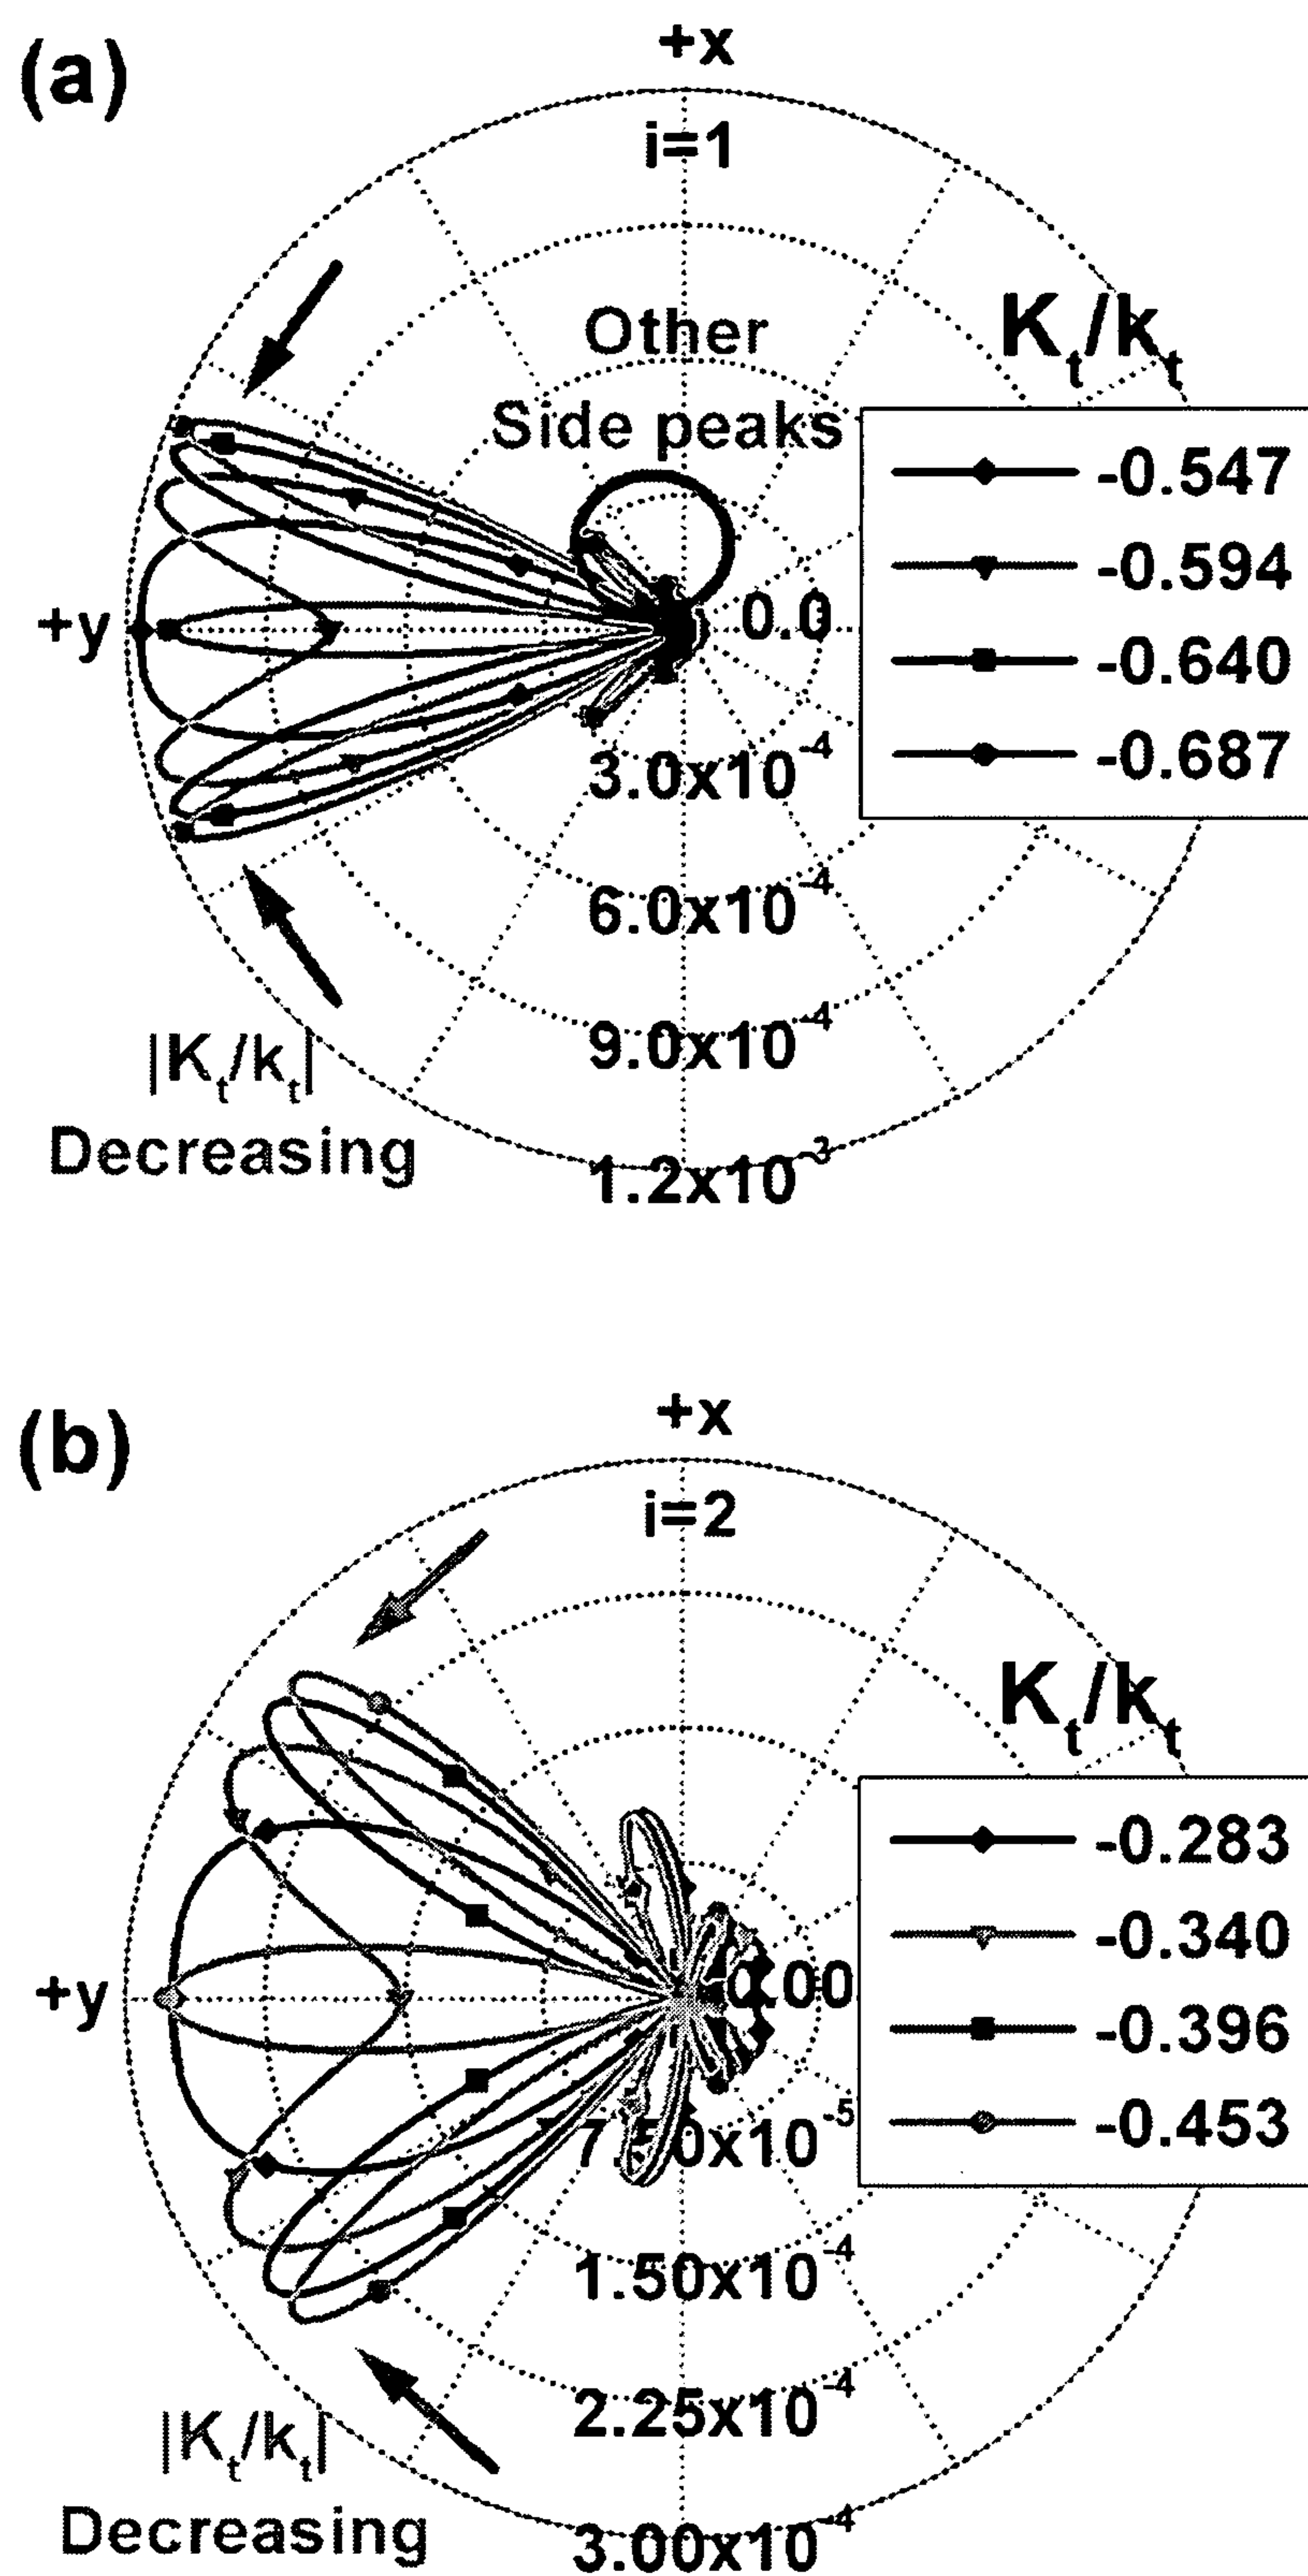 (a)
+x
i=1
Other
Side peaks
K_t/k_t
-0.547
-0.594
-0.640
-0.687
+y
0.0
3.0x10^-4
6.0x10^-4
9.0x10^-4
1.2x10^-3
|K_t/k_t|
Decreasing
(b)
+x
i=2
K_t/k_t
-0.283
-0.340
-0.396
-0.453
+y
0.00
7.50x10^-5
1.50x10^-4
2.25x10^-4
3.00x10^-4
|K_t/k_t|
Decreasing